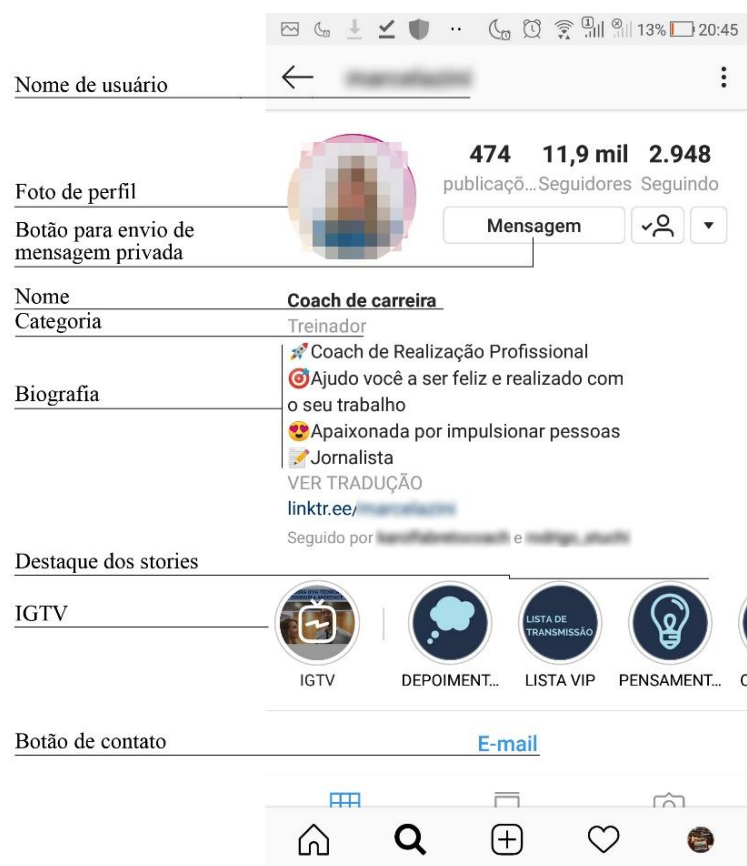 13% 20:45
Nome de usuário
474 11,9 mil 2.948
publicaçõ... Seguidores Seguindo
Foto de perfil
Mensagem
Botão para envio de
mensagem privada
Nome
Coach de carreira
Categoria
Treinador
🚀Coach de Realização Profissional
🎯Ajudo você a ser feliz e realizado com
o seu trabalho
Biografia
😍Apaixonada por impulsionar pessoas
📝Jornalista
VER TRADUÇÃO
linktr.ee/
Seguido por e
Destaque dos stories
IGTV
LISTA DE
TRANSMISSÃO
IGTV DEPOIMENT... LISTA VIP PENSAMENT...
Botão de contato
E-mail